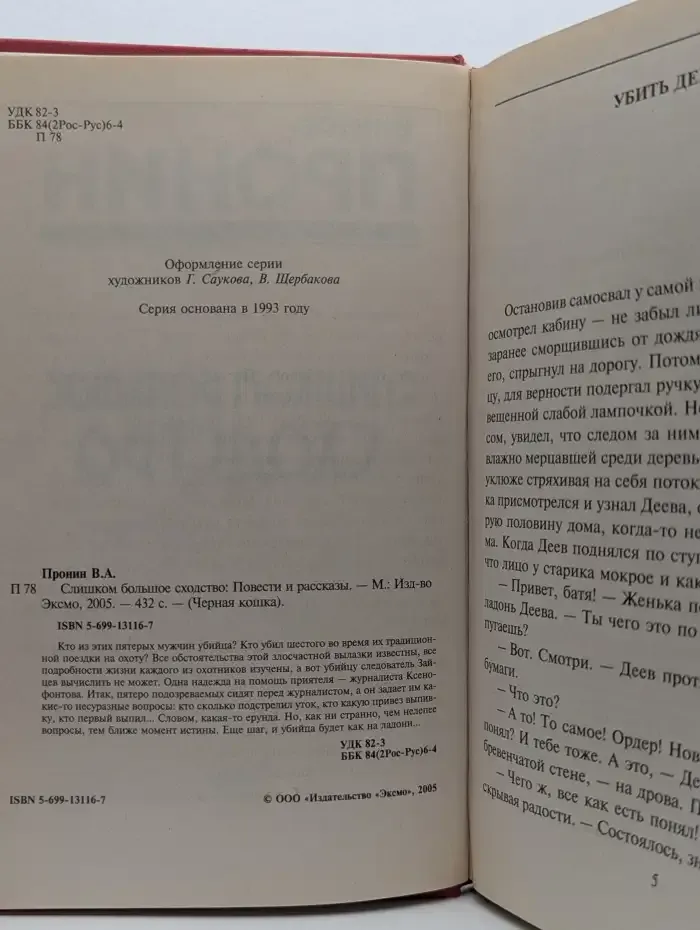 УДК 82-3
ББК 84(2Рос-Рус)6-4
П 78
Оформление серии
художников Г. Саукова, В. Щербакова
Серия основана в 1993 году
Пронин В.А.
П 78 Слишком большое сходство: Повести и рассказы. — М.: Изд-во
Эксмо, 2005. — 432 с. — (Черная кошка).
ISBN 5-699-13116-7
Кто из этих пятерых мужчин убийца? Кто убил шестого во время их традицион-
ной поездки на охоту? Все обстоятельства этой злосчастной вылазки известны, все
подробности жизни каждого из охотников изучены, а вот убийцу следователь Зай-
цев вычислить не может. Одна надежда на помощь приятеля — журналиста Ксено-
фонтова. Итак, пятеро подозреваемых сидят перед журналистом, а он задает им ка-
кие-то несуразные вопросы: кто сколько подстрелил уток, кто какую привез выпив-
ку, кто первый выпил... Словом, какая-то ерунда. Но, как ни странно, чем нелепее
вопросы, тем ближе момент истины. Еще шаг, и убийца будет как на ладони...
УДК 82-3
ББК 84(2Рос-Рус)6-4
ISBN 5-699-13116-7
© ООО «Издательство «Эксмо», 2005
УБИТЬ ДЕ
Остановив самосвал у самой
осмотрел кабину — не забыл ли
заранее сморщившись от дождя
его, спрыгнул на дорогу. Потом
цу, для верности подергал ручку
вещенной слабой лампочкой. Не
сом, увидел, что следом за ним
влажно мерцавшей среди деревь
уклюже стряхивая на себя поток
ка присмотрелся и узнал Деева,
рую половину дома, когда-то не
ма. Когда Деев поднялся по ступ
что лицо у старика мокрое и как
— Привет, батя! — Женька по
ладонь Деева. — Ты чего это по
пугаешь?
— Вот. Смотри. — Деев прот
бумаги.
— Что это?
— А то! То самое! Ордер! Нов
понял? И тебе тоже. А это, — Де
бревенчатой стене, — на дрова. П
— Чего ж, все как есть понял!
скрывая радости. — Состоялось, зн
5